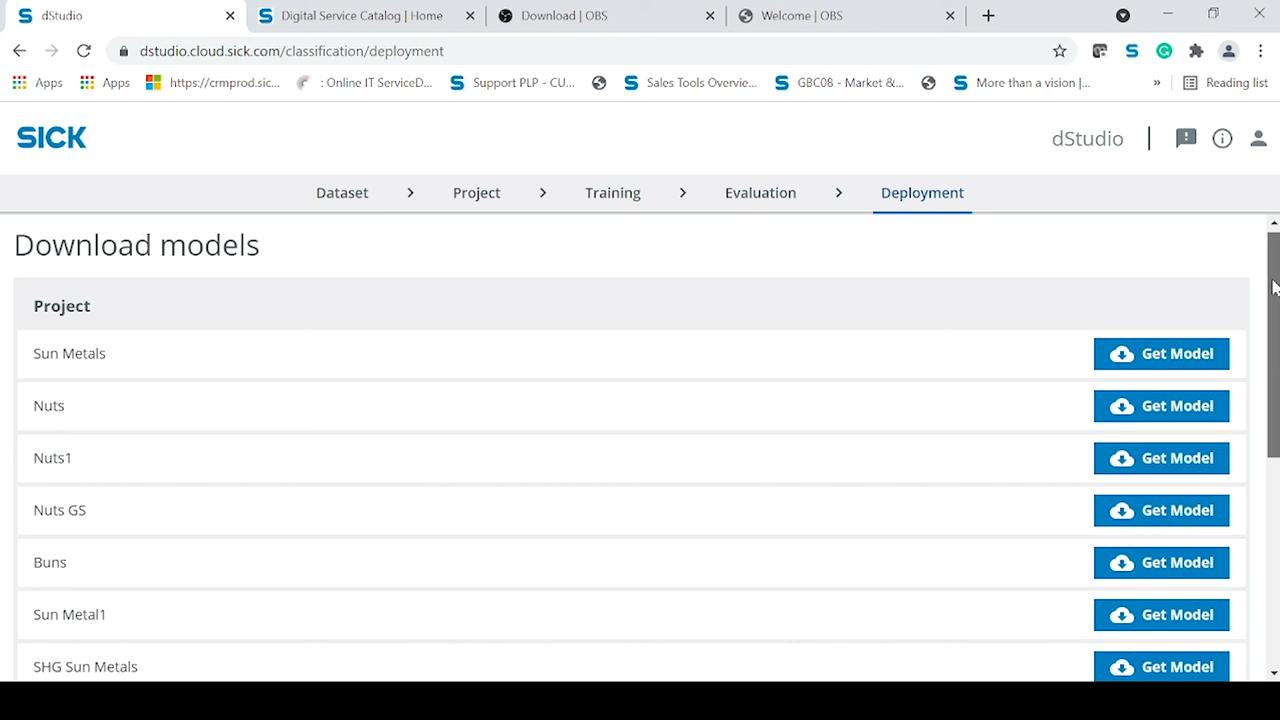 dStudio
Digital Service Catalog | Home
Download | OBS
Welcome | OBS
dstudio.cloud.sick.com/classification/deployment
Apps
Apps
https://crmprod.sic...
: Online IT ServiceD...
Support PLP - CU...
Sales Tools Overvie...
GBC08 - Market &...
More than a vision |...
»
Reading list
SICK
dStudio
Dataset
Project
Training
Evaluation
Deployment
Download models
Project
Sun Metals
Get Model
Nuts
Get Model
Nuts1
Get Model
Nuts GS
Get Model
Buns
Get Model
Sun Metal1
Get Model
SHG Sun Metals
Get Model